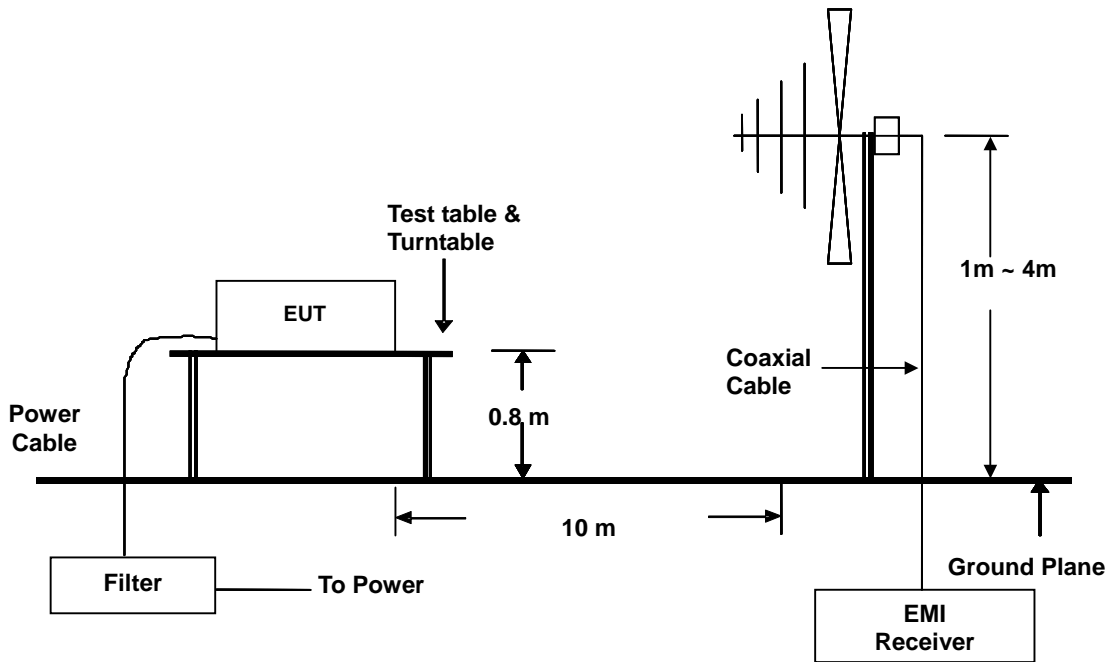 Test table &
Turntable
EUT
1m ~ 4m
Coaxial
Cable
0.8 m
Power
Cable
10 m
Ground Plane
Filter
To Power
EMI
Receiver